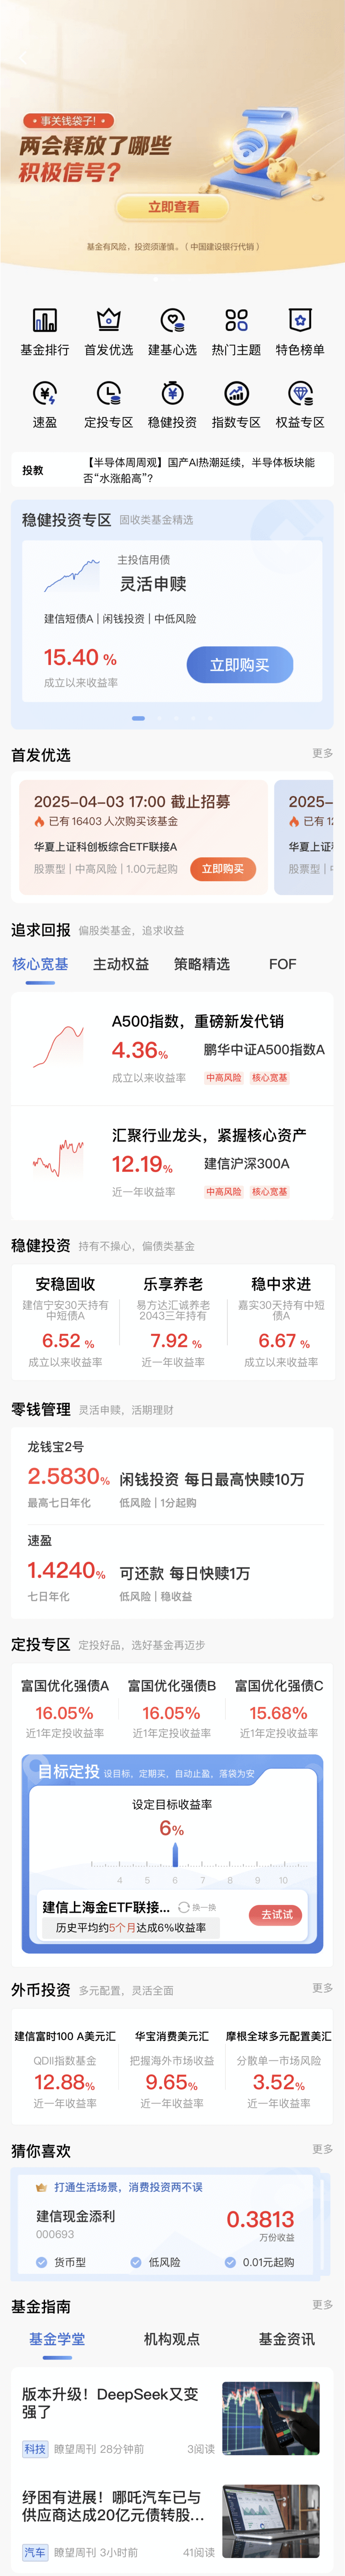 事关钱袋子!
两会释放了哪些
积极信号?
立即查看
基金有风险，投资须谨慎。（中国建设银行代销）
基金排行 首发优选 建基心选 热门主题 特色榜单
速盈 定投专区 稳健投资 指数专区 权益专区
投教
【半导体周周观】国产AI热潮延续，半导体板块能
否“水涨船高”?
稳健投资专区 固收类基金精选
主投信用债
灵活申赎
建信短债A | 闲钱投资 | 中低风险
15.40 %
成立以来收益率
立即购买
首发优选 更多
2025-04-03 17:00 截止招募
已有 16403 人次购买该基金
华夏上证科创板综合ETF联接A
股票型 | 中高风险 | 1.00元起购
立即购买
2025-
已有 12
华夏上证
股票型 |
追求回报 偏股类基金，追求收益
核心宽基 主动权益 策略精选 FOF
A500指数，重磅新发代销
4.36% 鹏华中证A500指数A
成立以来收益率 中高风险 核心宽基
汇聚行业龙头，紧握核心资产
12.19% 建信沪深300A
近一年收益率 中高风险 核心宽基
稳健投资 持有不操心，偏债类基金
安稳固收 乐享养老 稳中求进
建信宁安30天持有
中短债A
易方达汇诚养老
2043三年持有
嘉实30天持有中短
债A
6.52 % 7.92 % 6.67 %
成立以来收益率 近一年收益率 成立以来收益率
零钱管理 灵活申赎，活期理财
龙钱宝2号
2.5830% 闲钱投资 每日最高快赎10万
最高七日年化 低风险 | 1分起购
速盈
1.4240% 可还款 每日快赎1万
七日年化 低风险 | 稳收益
定投专区 定投好品，选好基金再迈步
富国优化强债A 富国优化强债B 富国优化强债C
16.05% 16.05% 15.68%
近1年定投收益率 近1年定投收益率 近1年定投收益率
目标定投 设目标，定期买，自动止盈，落袋为安
设定目标收益率
6%
4 5 6 7 8 9 10
建信上海金ETF联接... 换一换
历史平均约5个月达成6%收益率
去试试
外币投资 多元配置，灵活全面 更多
建信富时100 A美元汇 华宝消费美元汇 摩根全球多元配置美汇
QDII指数基金 把握海外市场收益 分散单一市场风险
12.88% 9.65% 3.52%
近一年收益率 近一年收益率 近一年收益率
猜你喜欢 更多
打通生活场景，消费投资两不误
建信现金添利
000693
0.3813
万份收益
货币型 低风险 0.01元起购
基金指南 更多
基金学堂 机构观点 基金资讯
版本升级！DeepSeek又变
强了
科技 瞭望周刊 28分钟前 3阅读
纾困有进展！哪吒汽车已与
供应商达成20亿元债转股...
汽车 瞭望周刊 3小时前 41阅读